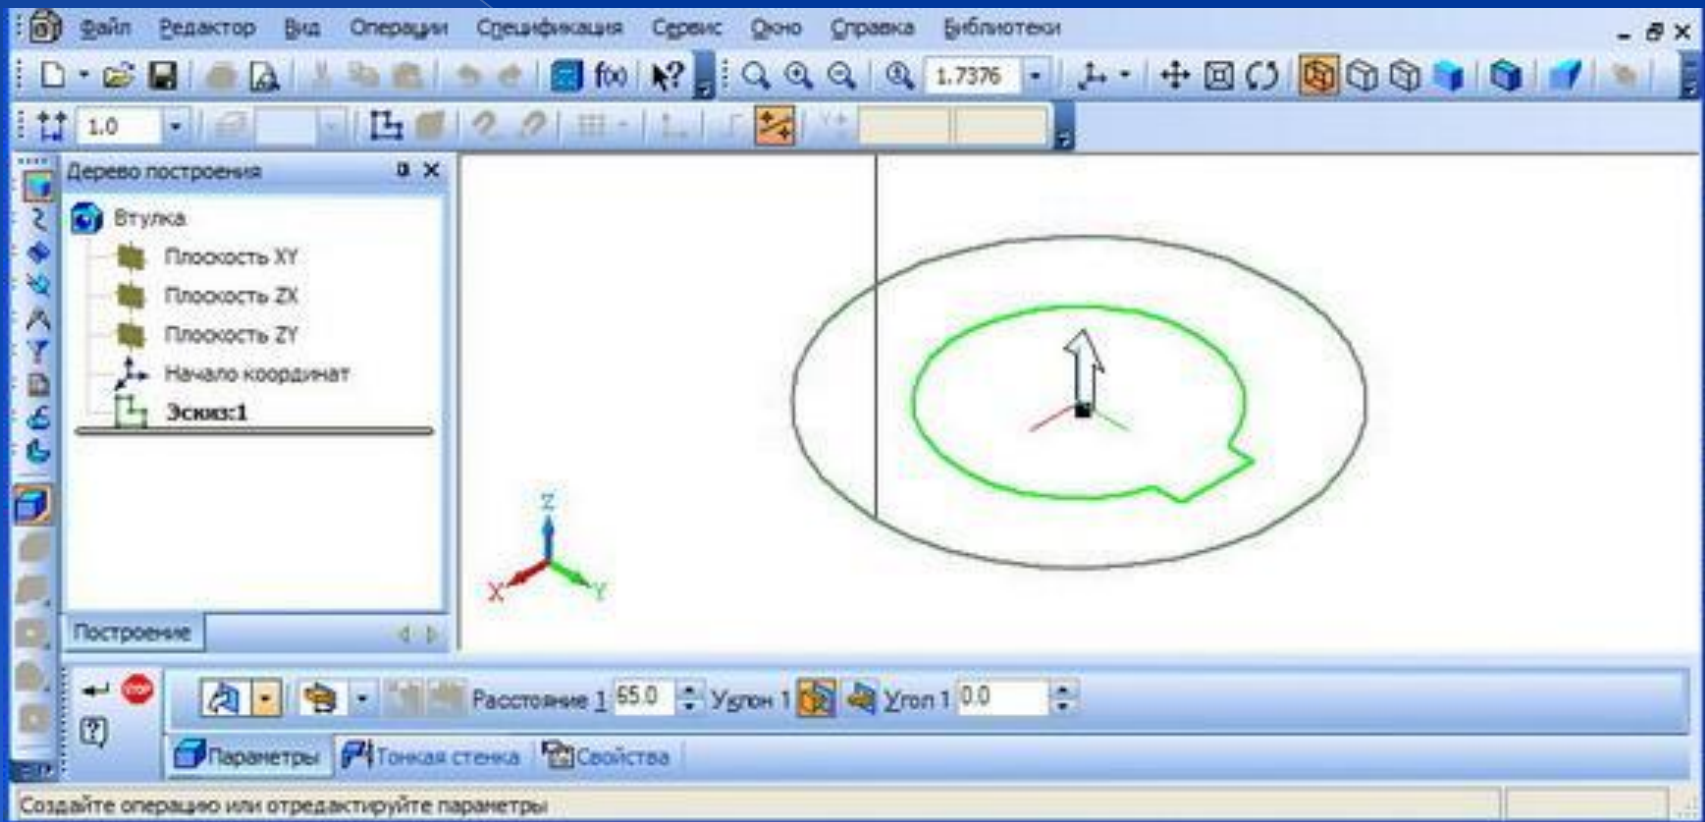 Файл Редактор Вид Операции Спецификация Сервис Окно Справка Библиотеки
f(x) 1.7376
1.0
Дерево построения
Втулка
Плоскость XY
Плоскость ZX
Плоскость ZY
Начало координат
Эскиз:1
Z
X Y
Построение
STOP Расстояние 1 65.0 Уклон 1 Угол 1 0.0
Параметры Тонкая стенка Свойства
Создайте операцию или отредактируйте параметры